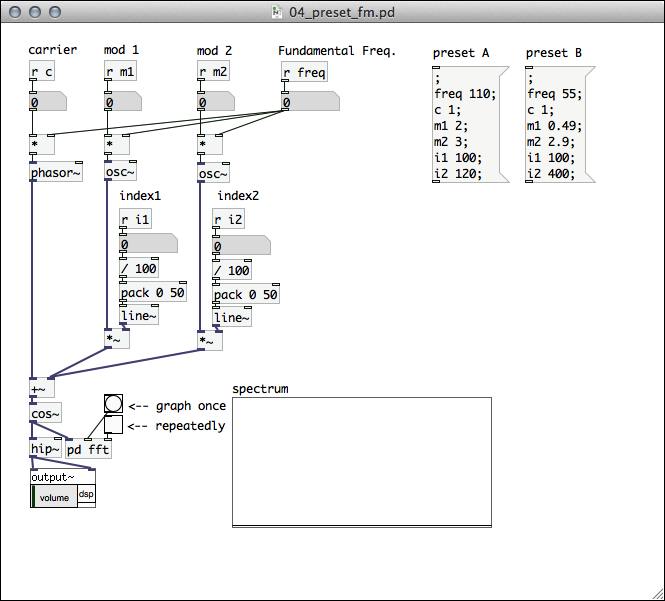 04_preset_fm.pd
carrier
mod 1
mod 2
Fundamental Freq.
r c
r m1
r m2
r freq
0
0
0
0
*
*
*
phasor~
osc~
osc~
index1
index2
r i1
r i2
0
0
/ 100
/ 100
pack 0 50
pack 0 50
line~
line~
*~
*~
+~
cos~
hip~
pd fft
output~
volume
dsp
<-- graph once
<-- repeatedly
spectrum
preset A
;
freq 110;
c 1;
m1 2;
m2 3;
i1 100;
i2 120;
preset B
;
freq 55;
c 1;
m1 0.49;
m2 2.9;
i1 100;
i2 400;